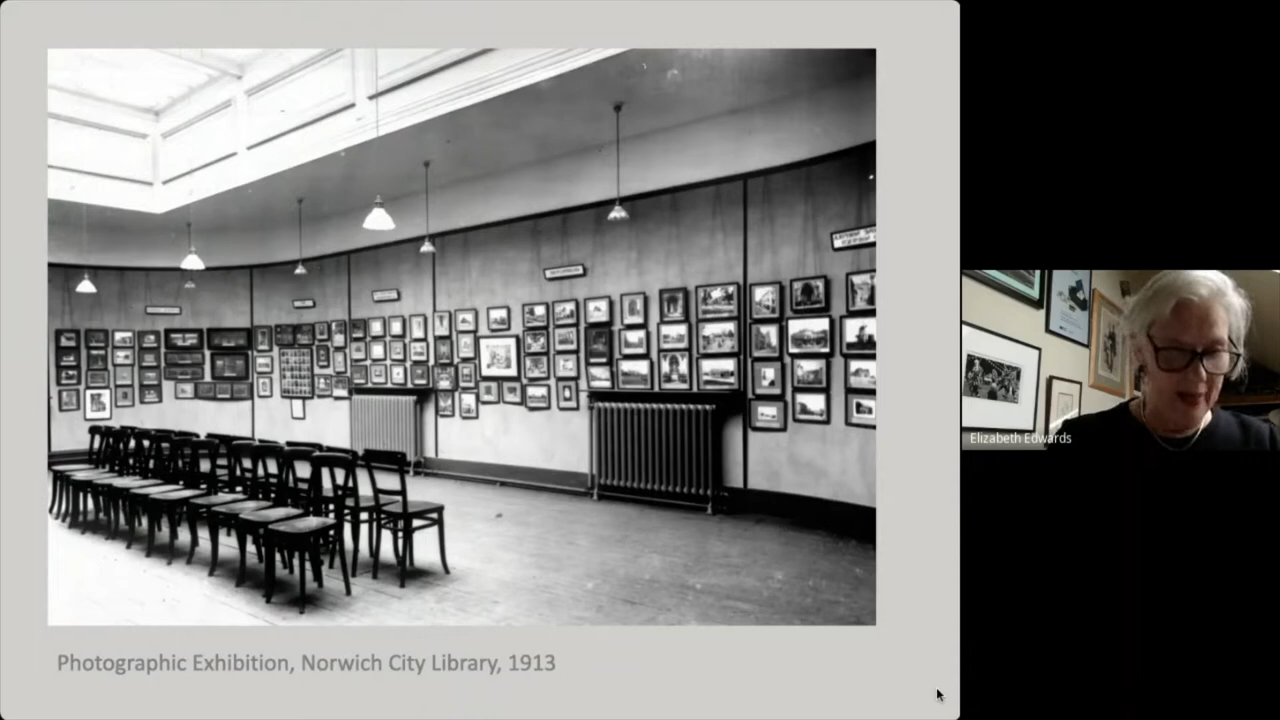 Photographic Exhibition, Norwich City Library, 1913
Elizabeth Edwards